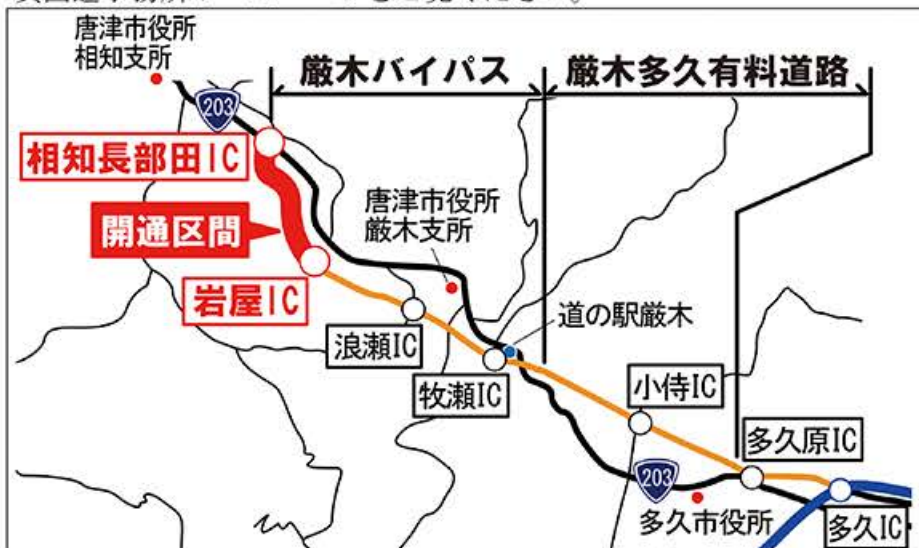 唐津市役所
相知支所
厳木バイパス
厳木多久有料道路
203
相知長部田IC
唐津市役所
厳木支所
開通区間
岩屋IC
道の駅厳木
浪瀬IC
牧瀬IC
小侍IC
多久原IC
203
多久市役所
多久IC